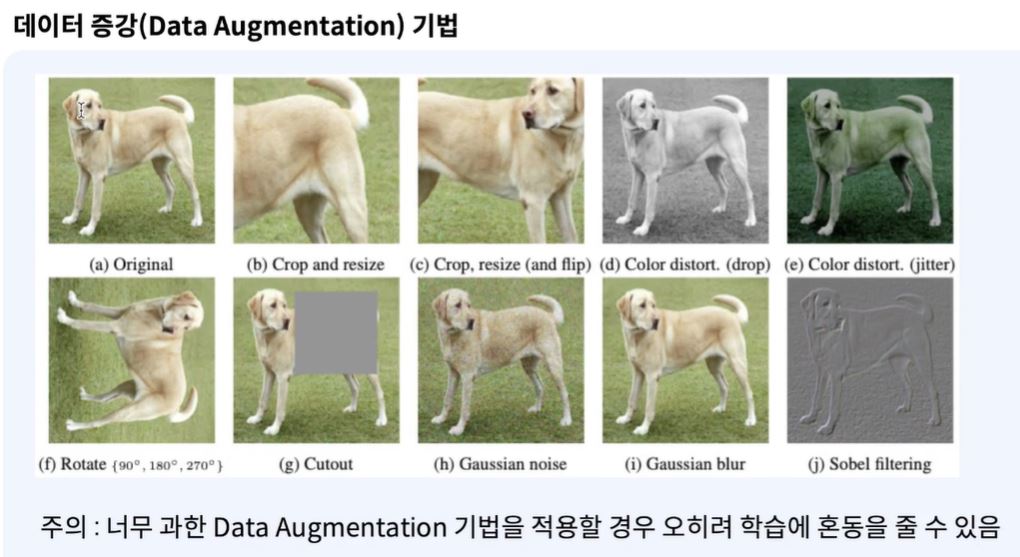 데이터 증강(Data Augmentation) 기법
(a) Original
(b) Crop and resize
(c) Crop, resize (and flip)
(d) Color distort. (drop)
(e) Color distort. (jitter)
(f) Rotate {90°, 180°, 270°}
(g) Cutout
(h) Gaussian noise
(i) Gaussian blur
(j) Sobel filtering
주의 : 너무 과한 Data Augmentation 기법을 적용할 경우 오히려 학습에 혼동을 줄 수 있음